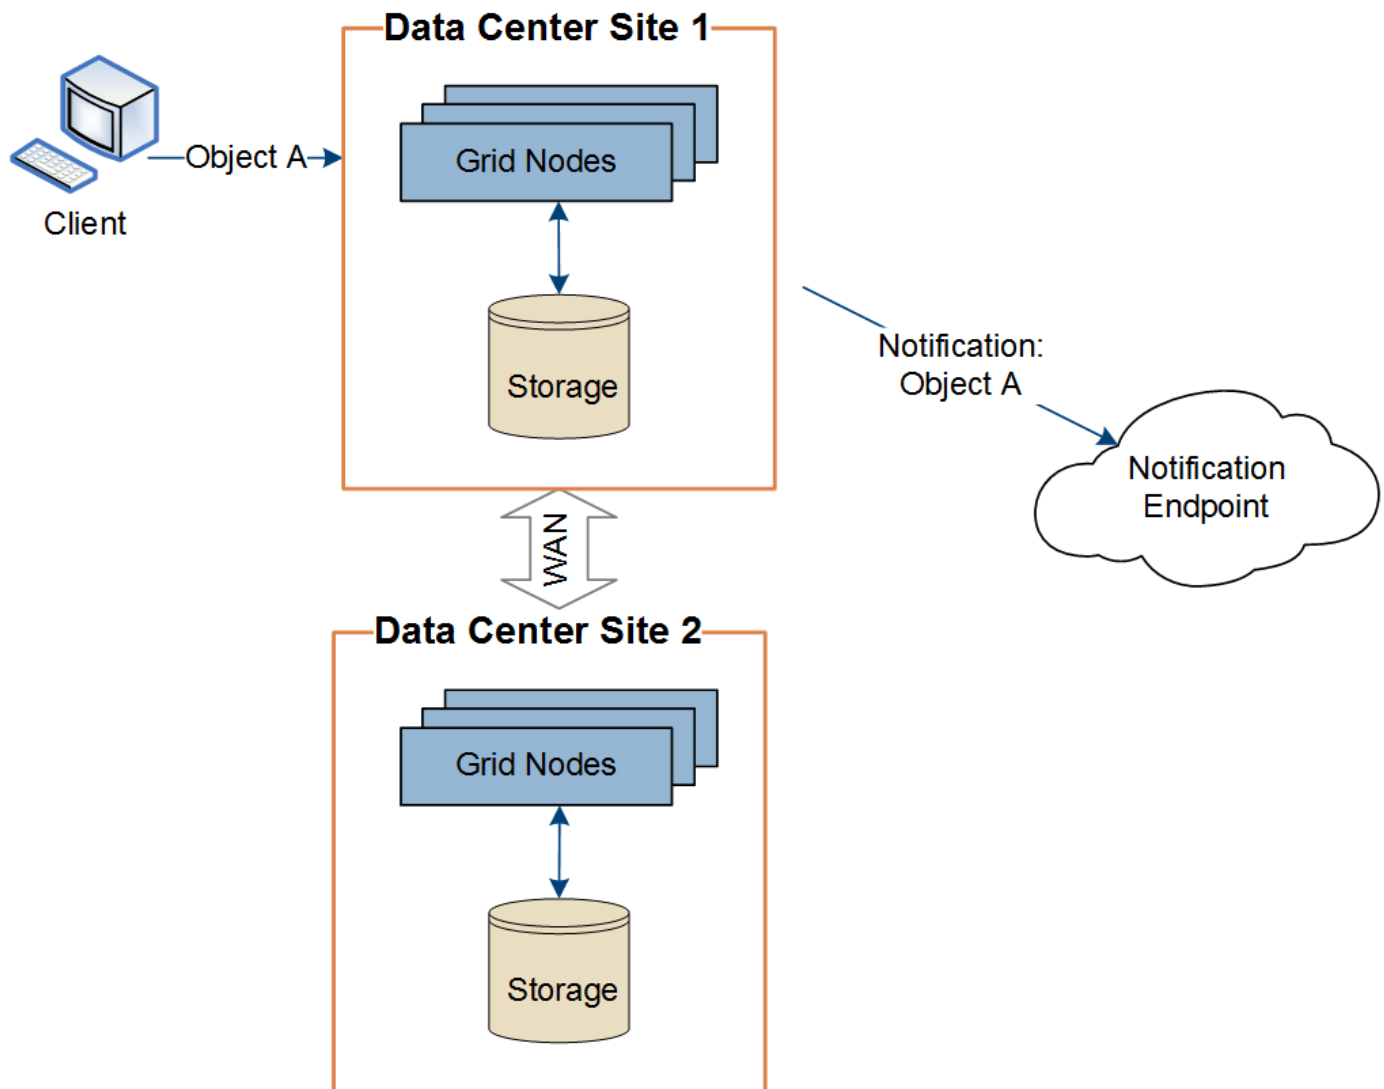 Data Center Site 1
Object A
Client
Grid Nodes
Storage
Notification:
Object A
Notification
Endpoint
WAN
Data Center Site 2
Grid Nodes
Storage